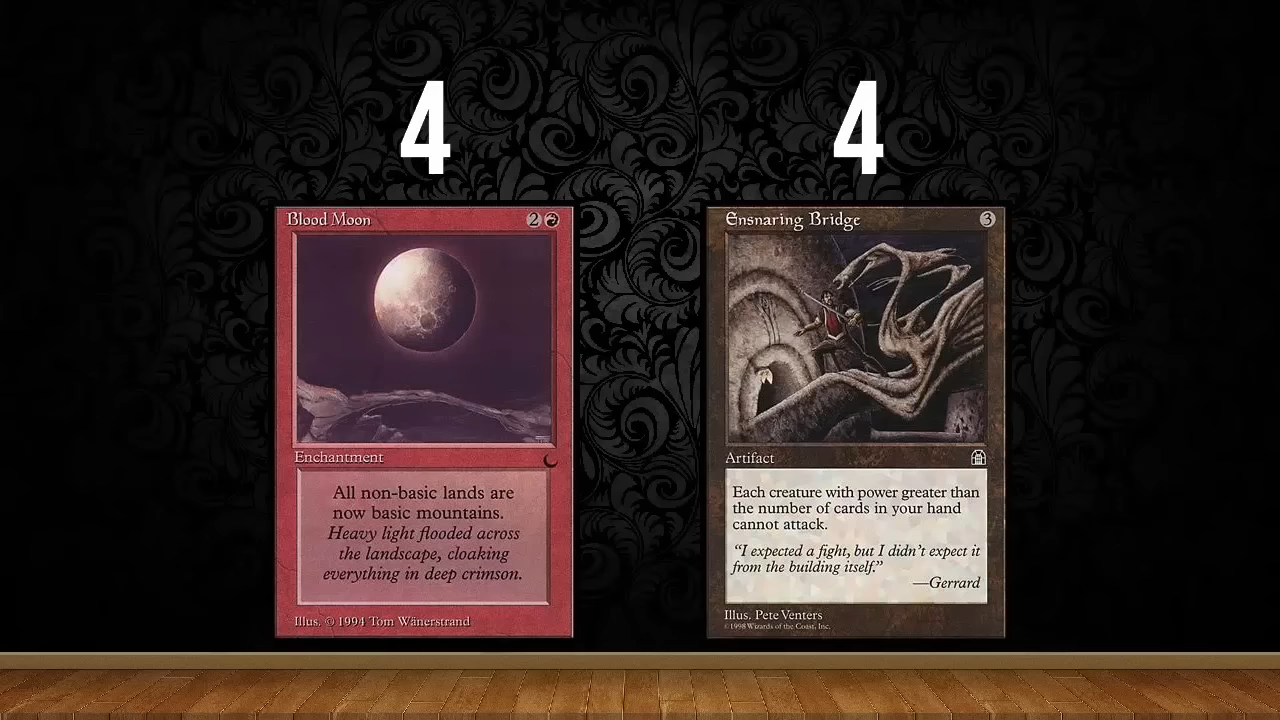 4
4
Blood Moon
2
Enchantment
All non-basic lands are
now basic mountains.
Heavy light flooded across
the landscape, cloaking
everything in deep crimson.
Illus. © 1994 Tom Wänerstrand
Ensnaring Bridge
3
Artifact
Each creature with power greater than
the number of cards in your hand
cannot attack.
"I expected a fight, but I didn't expect it
from the building itself."
—Gerrard
Illus. Pete Venters
©1998 Wizards of the Coast, Inc.